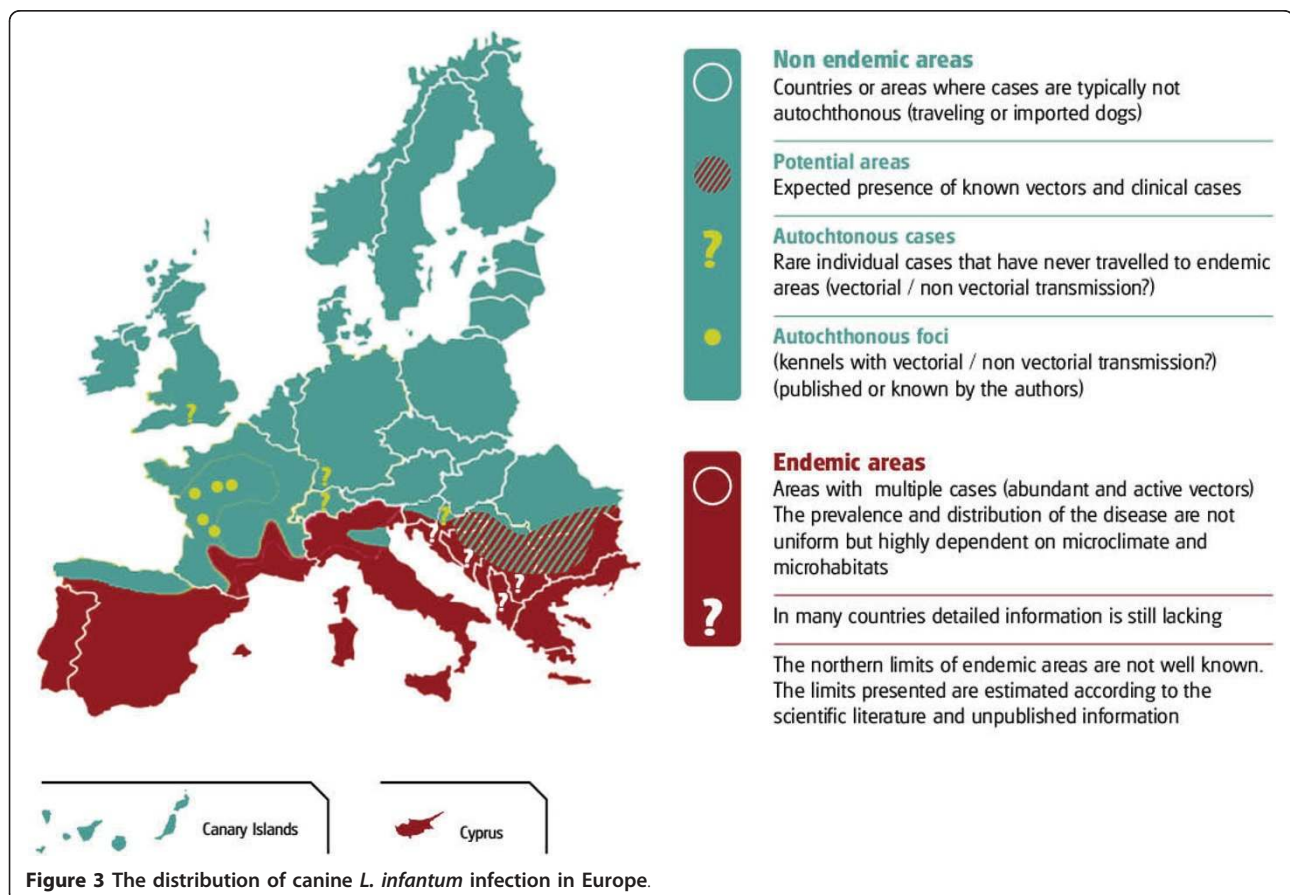 Non endemic areas
Countries or areas where cases are typically not
autochthonous (traveling or imported dogs)
Potential areas
Expected presence of known vectors and clinical cases
?
Autochtonous cases
Rare individual cases that have never travelled to endemic
areas (vectorial / non vectorial transmission?)
Autochthonous foci
(kennels with vectorial / non vectorial transmission?)
(published or known by the authors)
Endemic areas
Areas with multiple cases (abundant and active vectors)
The prevalence and distribution of the disease are not
uniform but highly dependent on microclimate and
microhabitats
?
In many countries detailed information is still lacking
The northern limits of endemic areas are not well known.
The limits presented are estimated according to the
scientific literature and unpublished information
?
?
?
?
?
?
?
?
Canary Islands
Cyprus
Figure 3 The distribution of canine L. infantum infection in Europe.